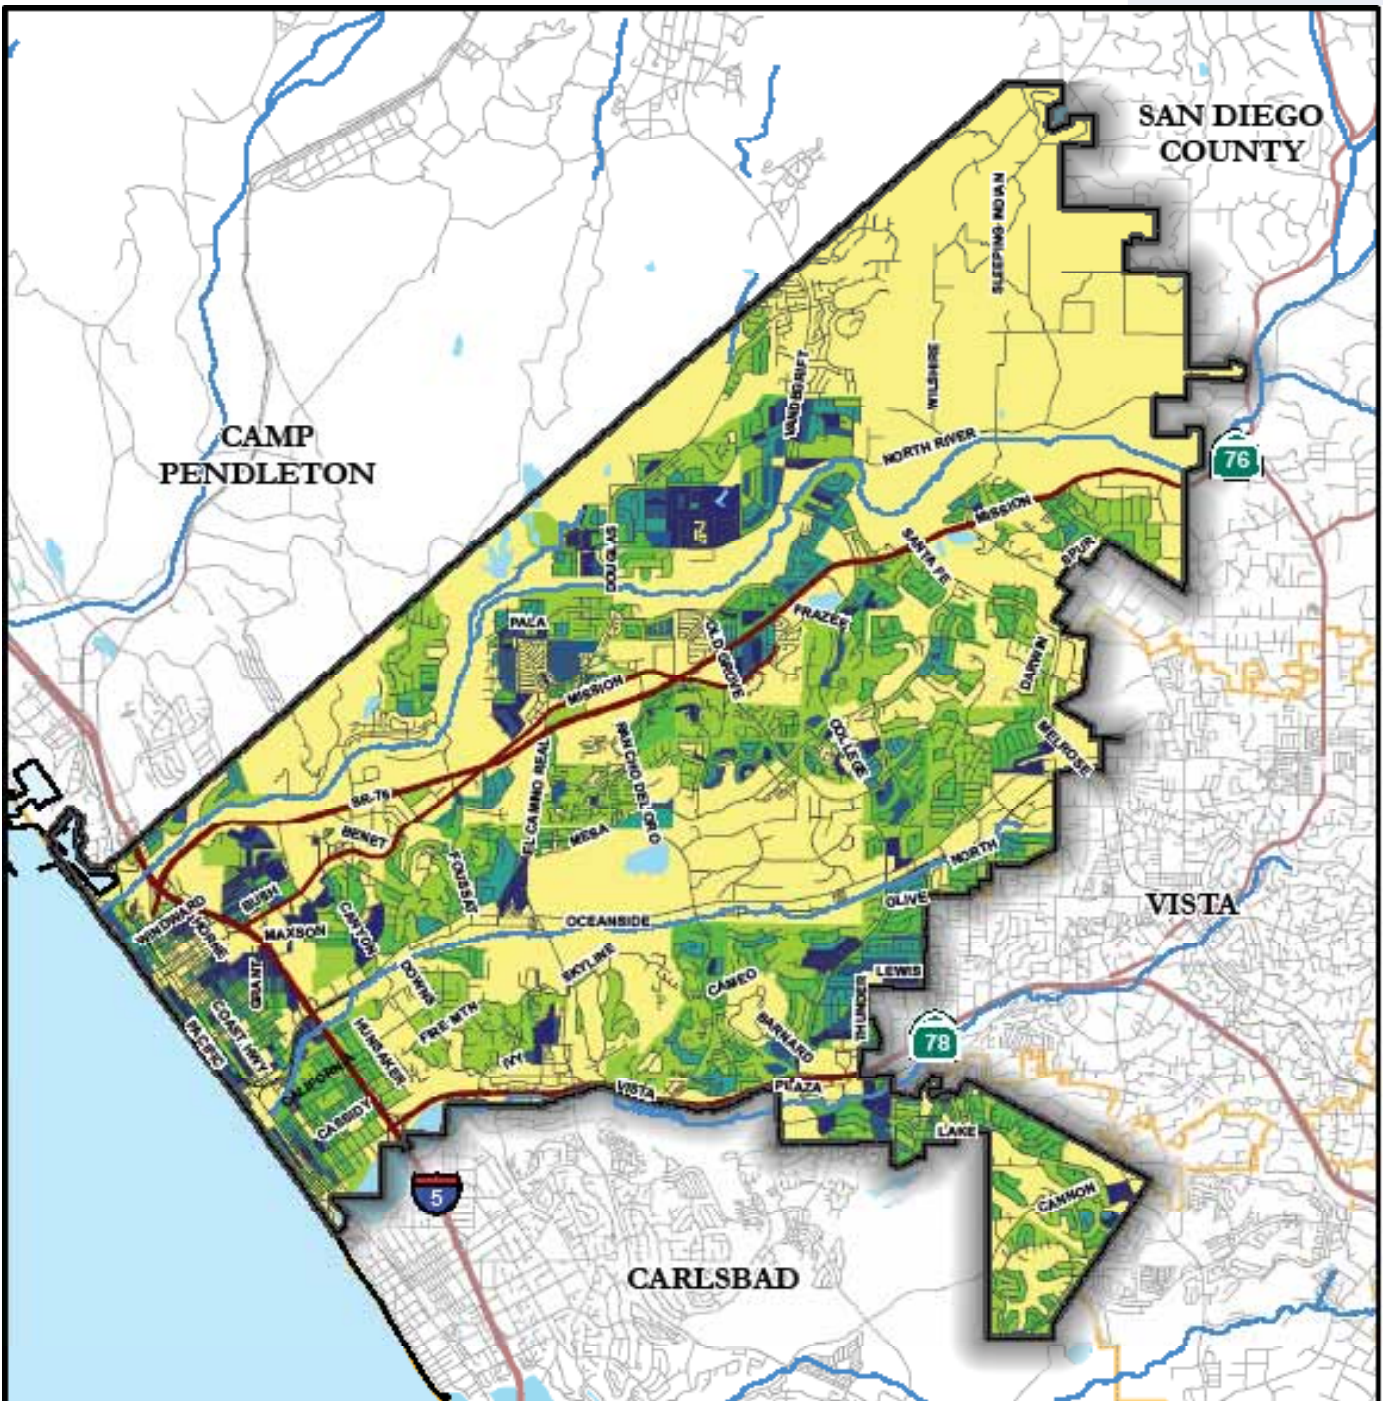 SAN DIEGO
COUNTY
SLEEPING INDIAN
WILSHIRE
VANDEGRIFT
CAMP
PENDLETON
NORTH RIVER
76
MISSION
SANTA FE
SPUR
DOUGLAS
PALA
FRAZEE
OLD GROVE
DARWIN
MISSION
MELROSE
COLLEGE
RANCHO DEL ORO
EL CAMINO REAL
SR-76
BENET
MESA
FOUSSAT
NORTH
OLIVE
VISTA
BUSH
WINDWARD
HORNE
MAXSON
CANYON
OCEANSIDE
SKYLINE
LEWIS
CAMEO
GRANT
DOWNS
THUNDER
FIRE MTN
COAST HWY
PACIFIC
HUNSAKER
IVY
BARNARD
78
CASSIDY
VISTA
PLAZA
LAKE
CANNON
5
CARLSBAD